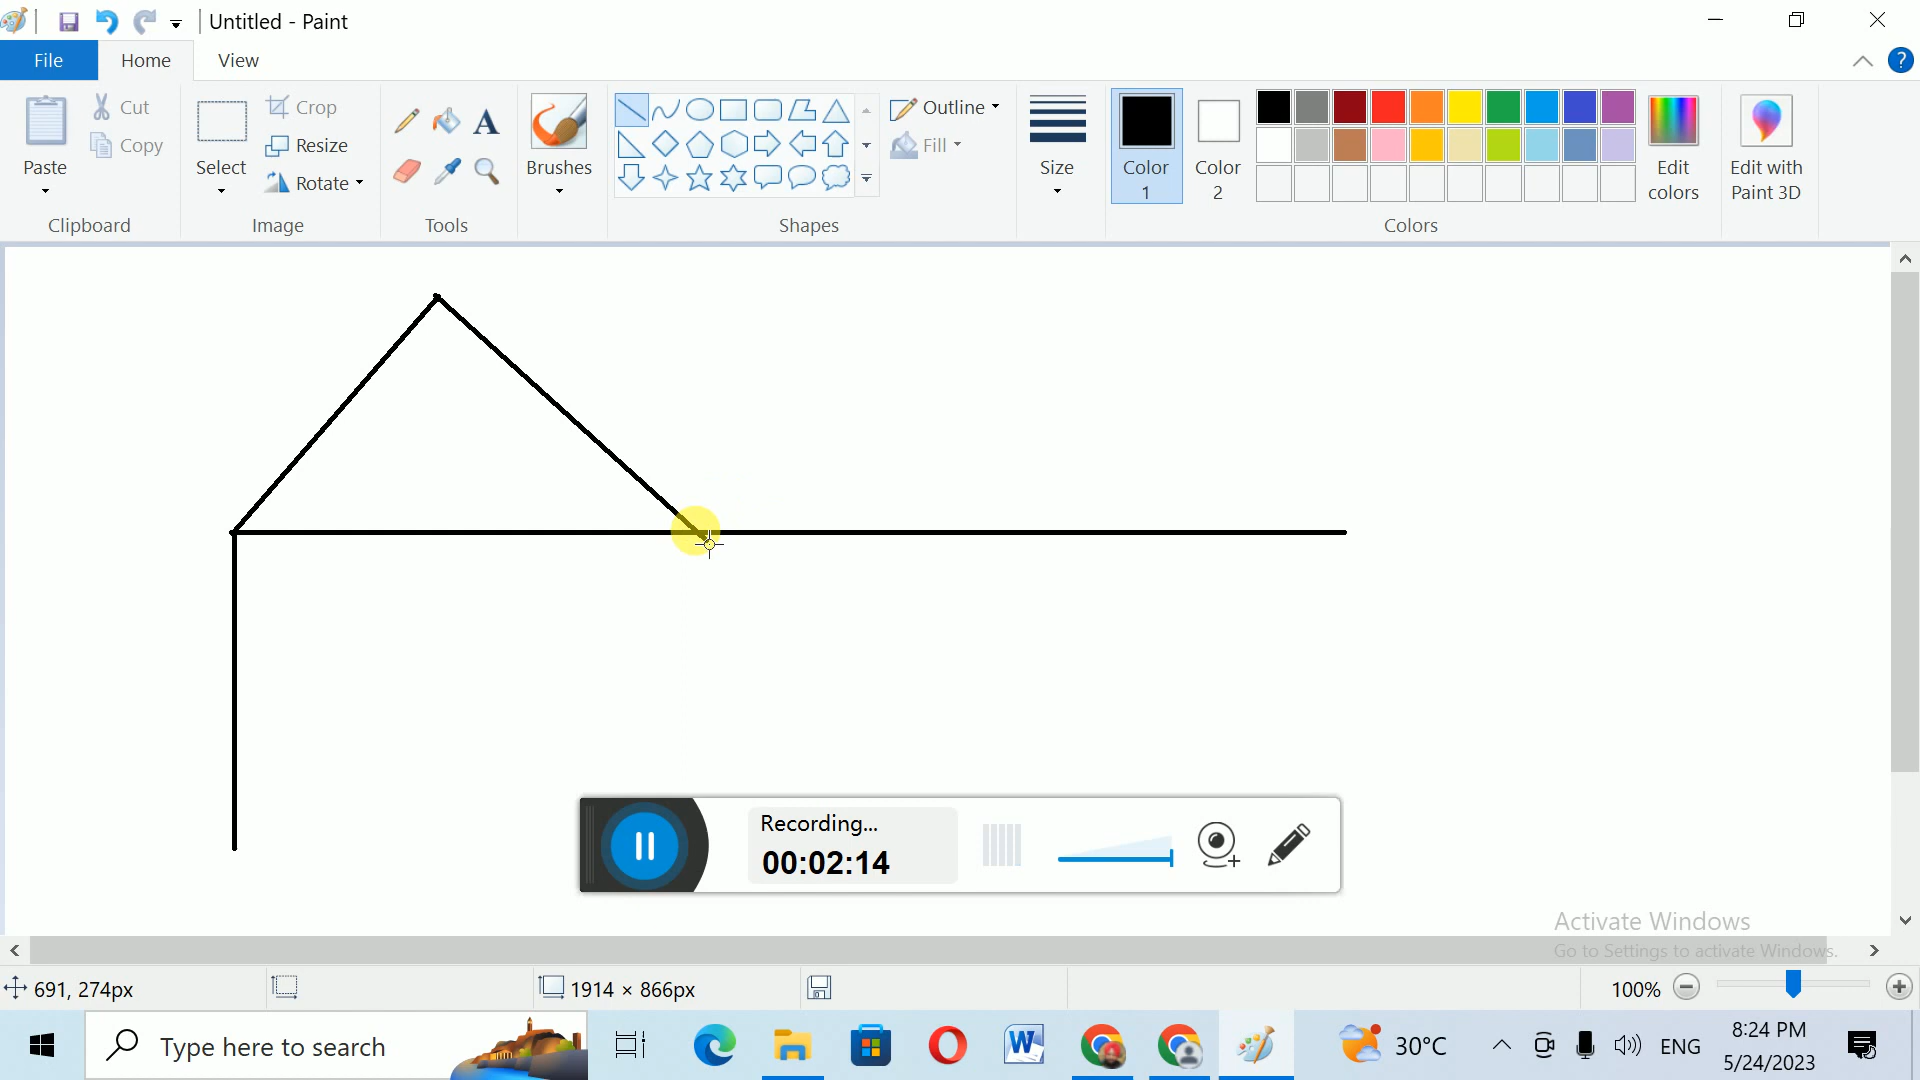 Untitled - Paint
File
Home
View
Paste
Cut
Copy
Clipboard
Select
Crop
Resize
Rotate
Image
Tools
Brushes
Shapes
Outline
Fill
Size
Color 1
Color 2
Colors
Edit colors
Edit with Paint 3D
Recording...
00:02:14
Activate Windows
Go to Settings to activate Windows.
691, 274px
1914 × 866px
100%
Type here to search
30°C
ENG
8:24 PM
5/24/2023